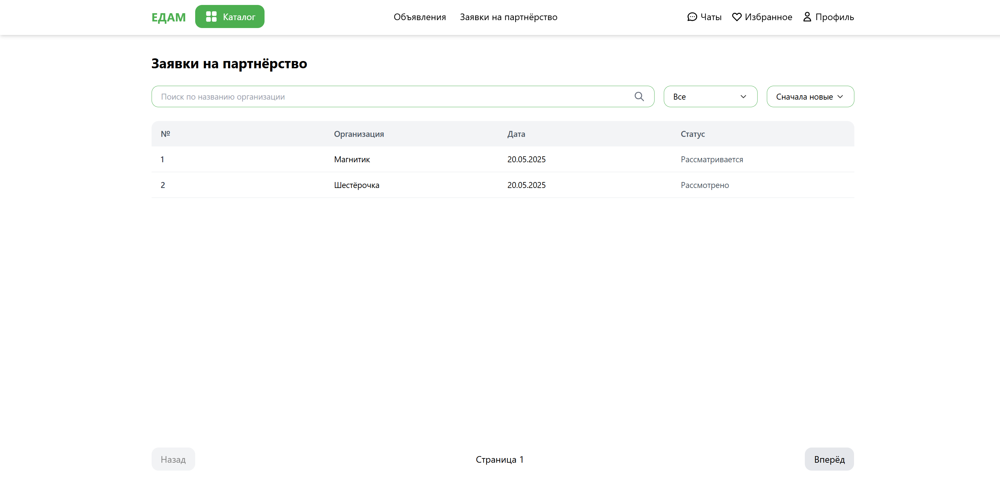 ЕДАМ Каталог Объявления Заявки на партнёрство Чаты Избранное Профиль
Заявки на партнёрство
Поиск по названию организации Все Сначала новые
№ Организация Дата Статус
1 Магнитик 20.05.2025 Рассматривается
2 Шестёрочка 20.05.2025 Рассмотрено
Назад Страница 1 Вперёд